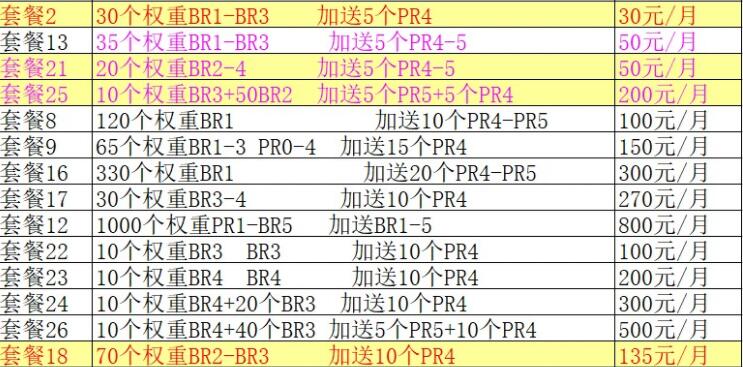 套餐2 30个权重BR1-BR3 加送5个PR4 30元/月
套餐13 35个权重BR1-BR3 加送5个PR4-5 50元/月
套餐21 20个权重BR2-4 加送5个PR4-5 50元/月
套餐25 10个权重BR3+50BR2 加送5个PR5+5个PR4 200元/月
套餐8 120个权重BR1 加送10个PR4-PR5 100元/月
套餐9 65个权重BR1-3 PR0-4 加送15个PR4 150元/月
套餐16 330个权重BR1 加送20个PR4-PR5 300元/月
套餐17 30个权重BR3-4 加送10个PR4 270元/月
套餐12 1000个权重PR1-BR5 加送BR1-5 800元/月
套餐22 10个BR3 BR3 加送10个PR4 100元/月
套餐23 10个BR4 BR4 加送10个PR4 200元/月
套餐24 10个BR4+20个BR3 加送10个PR4 300元/月
套餐26 10个BR4+40个BR3 加送5个PR5+10个PR4 500元/月
套餐18 70个权重BR2-BR3 加送10个PR4 135元/月